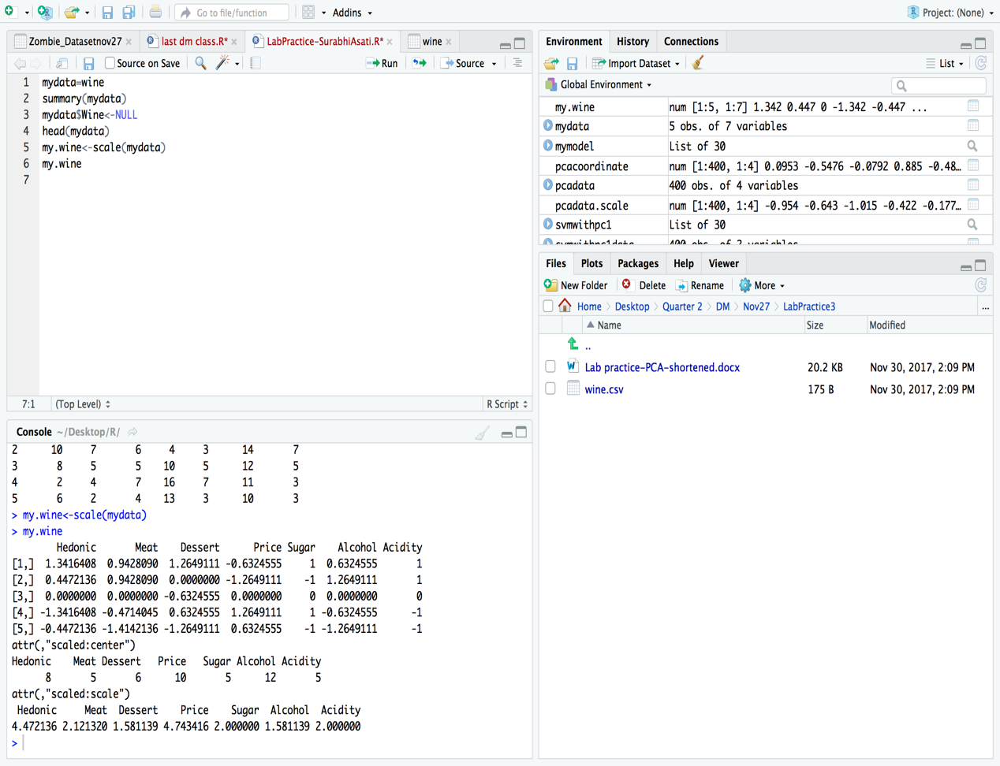 Go to file/function
Addins
Project: (None)
Zombie_Datasetnov27
last dm class.R*
LabPractice-SurabhiAsati.R*
wine
Source on Save
Run
Source
1 mydata=wine
2 summary(mydata)
3 mydata$Wine<-NULL
4 head(mydata)
5 my.wine<-scale(mydata)
6 my.wine
7
7:1 (Top Level) R Script
Console ~/Desktop/R/
2 10 7 6 4 3 14 7
3 8 5 5 10 5 12 5
4 2 4 7 16 7 11 3
5 6 2 4 13 3 10 3
> my.wine<-scale(mydata)
> my.wine
Hedonic Meat Dessert Price Sugar Alcohol Acidity
[1,] 1.3416408 0.9428090 1.2649111 -0.6324555 1 0.6324555 1
[2,] 0.4472136 0.9428090 0.0000000 -1.2649111 -1 1.2649111 1
[3,] 0.0000000 0.0000000 -0.6324555 0.0000000 0 0.0000000 0
[4,] -1.3416408 -0.4714045 0.6324555 1.2649111 1 -0.6324555 -1
[5,] -0.4472136 -1.4142136 -1.2649111 0.6324555 -1 -1.2649111 -1
attr(,"scaled:center")
Hedonic Meat Dessert Price Sugar Alcohol Acidity
8 5 6 10 5 12 5
attr(,"scaled:scale")
Hedonic Meat Dessert Price Sugar Alcohol Acidity
4.472136 2.121320 1.581139 4.743416 2.000000 1.581139 2.000000
>
Environment History Connections
Import Dataset List
Global Environment
my.wine num [1:5, 1:7] 1.342 0.447 0 -1.342 -0.447 ...
mydata 5 obs. of 7 variables
mymodel List of 30
pcacoordinate num [1:400, 1:4] 0.0953 -0.5476 -0.0792 0.885 -0.48…
pcadata 400 obs. of 4 variables
pcadata.scale num [1:400, 1:4] -0.954 -0.643 -1.015 -0.422 -0.177…
svmwithpc1 List of 30
svmwithpc1data 400 obs. of 2 variables
Files Plots Packages Help Viewer
New Folder Delete Rename More
Home Desktop Quarter 2 DM Nov27 LabPractice3 ...
Name Size Modified
..
Lab practice-PCA-shortened.docx 20.2 KB Nov 30, 2017, 2:09 PM
wine.csv 175 B Nov 30, 2017, 2:09 PM